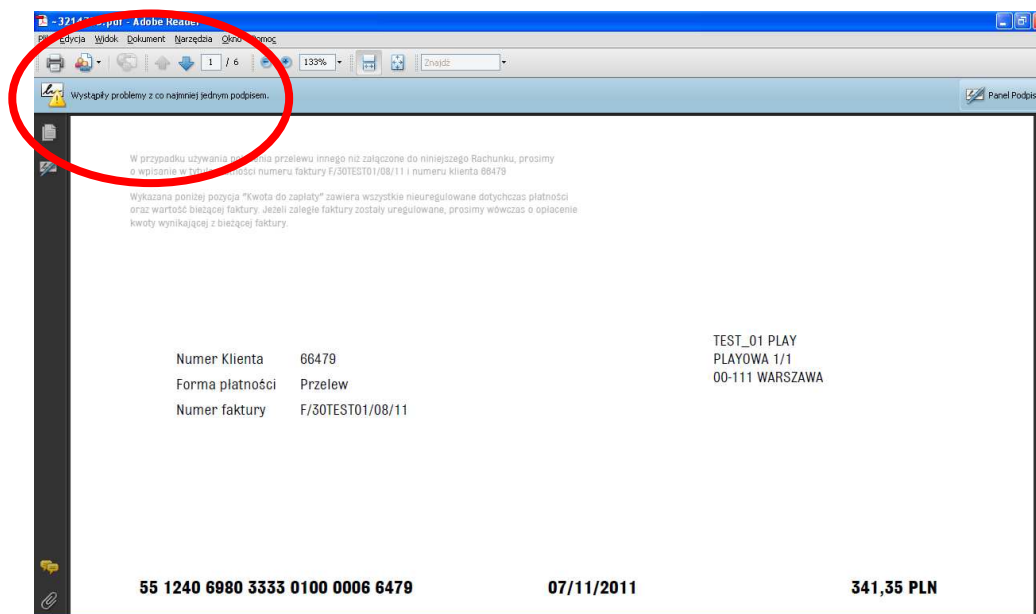 - Adobe Reader
Edycja Widok Dokument Narzędzia Okno Pomoc
1 / 6 133% Znajdź
Wystąpiły problemy z co najmniej jednym podpisem. Panel Podpis
W przypadku używania przelewu innego niż załączone do niniejszego Rachunku, prosimy
o wpisanie w numeru faktury F/30TEST01/08/11 i numeru klienta 66479
Wykazana poniżej pozycja "Kwota do zapłaty" zawiera wszystkie nieuregulowane dotychczas płatności
oraz wartość bieżącej faktury. Jeżeli zaległe faktury zostały uregulowane, prosimy wówczas o opłacenie
kwoty wynikającej z bieżącej faktury.
TEST_01 PLAY
PLAYOWA 1/1
00-111 WARSZAWA
Numer Klienta 66479
Forma płatności Przelew
Numer faktury F/30TEST01/08/11
55 1240 6980 3333 0100 0006 6479 07/11/2011 341,35 PLN